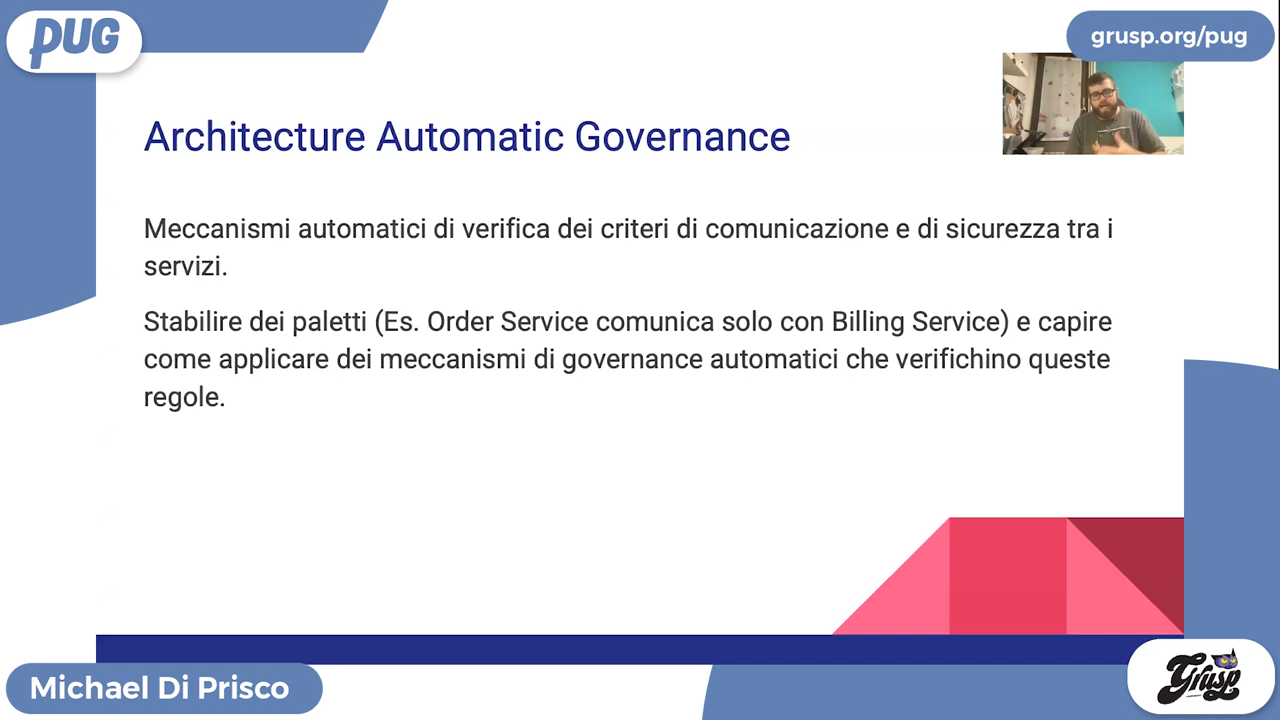 PUG
grusp.org/pug
Architecture Automatic Governance
Meccanismi automatici di verifica dei criteri di comunicazione e di sicurezza tra i
servizi.
Stabilire dei paletti (Es. Order Service comunica solo con Billing Service) e capire
come applicare dei meccanismi di governance automatici che verifichino queste
regole.
Michael Di Prisco
Grusp